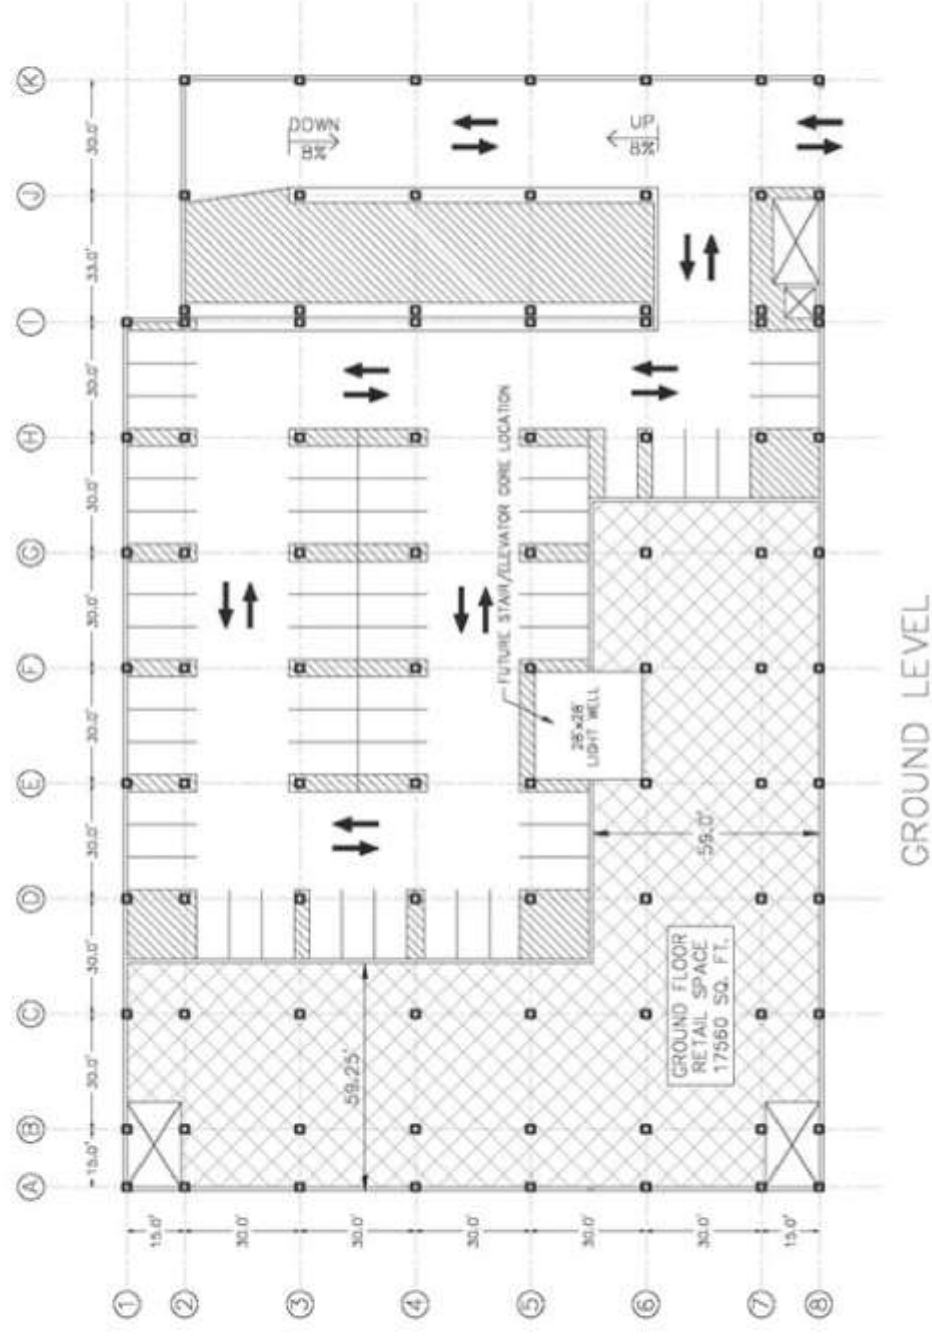 K
J
I
H
G
F
E
D
C
B
A
30.0'
33.0'
30.0'
30.0'
30.0'
30.0'
30.0'
30.0'
30.0'
15.0'
DOWN
8%
UP
8%
FUTURE STAIR/ELEVATOR CORE LOCATION
28'x28'
LIGHT WELL
59.0'
59.25'
GROUND FLOOR
RETAIL SPACE
17560 SQ. FT.
15.0'
30.0'
30.0'
30.0'
30.0'
30.0'
15.0'
1
2
3
4
5
6
7
8
GROUND LEVEL